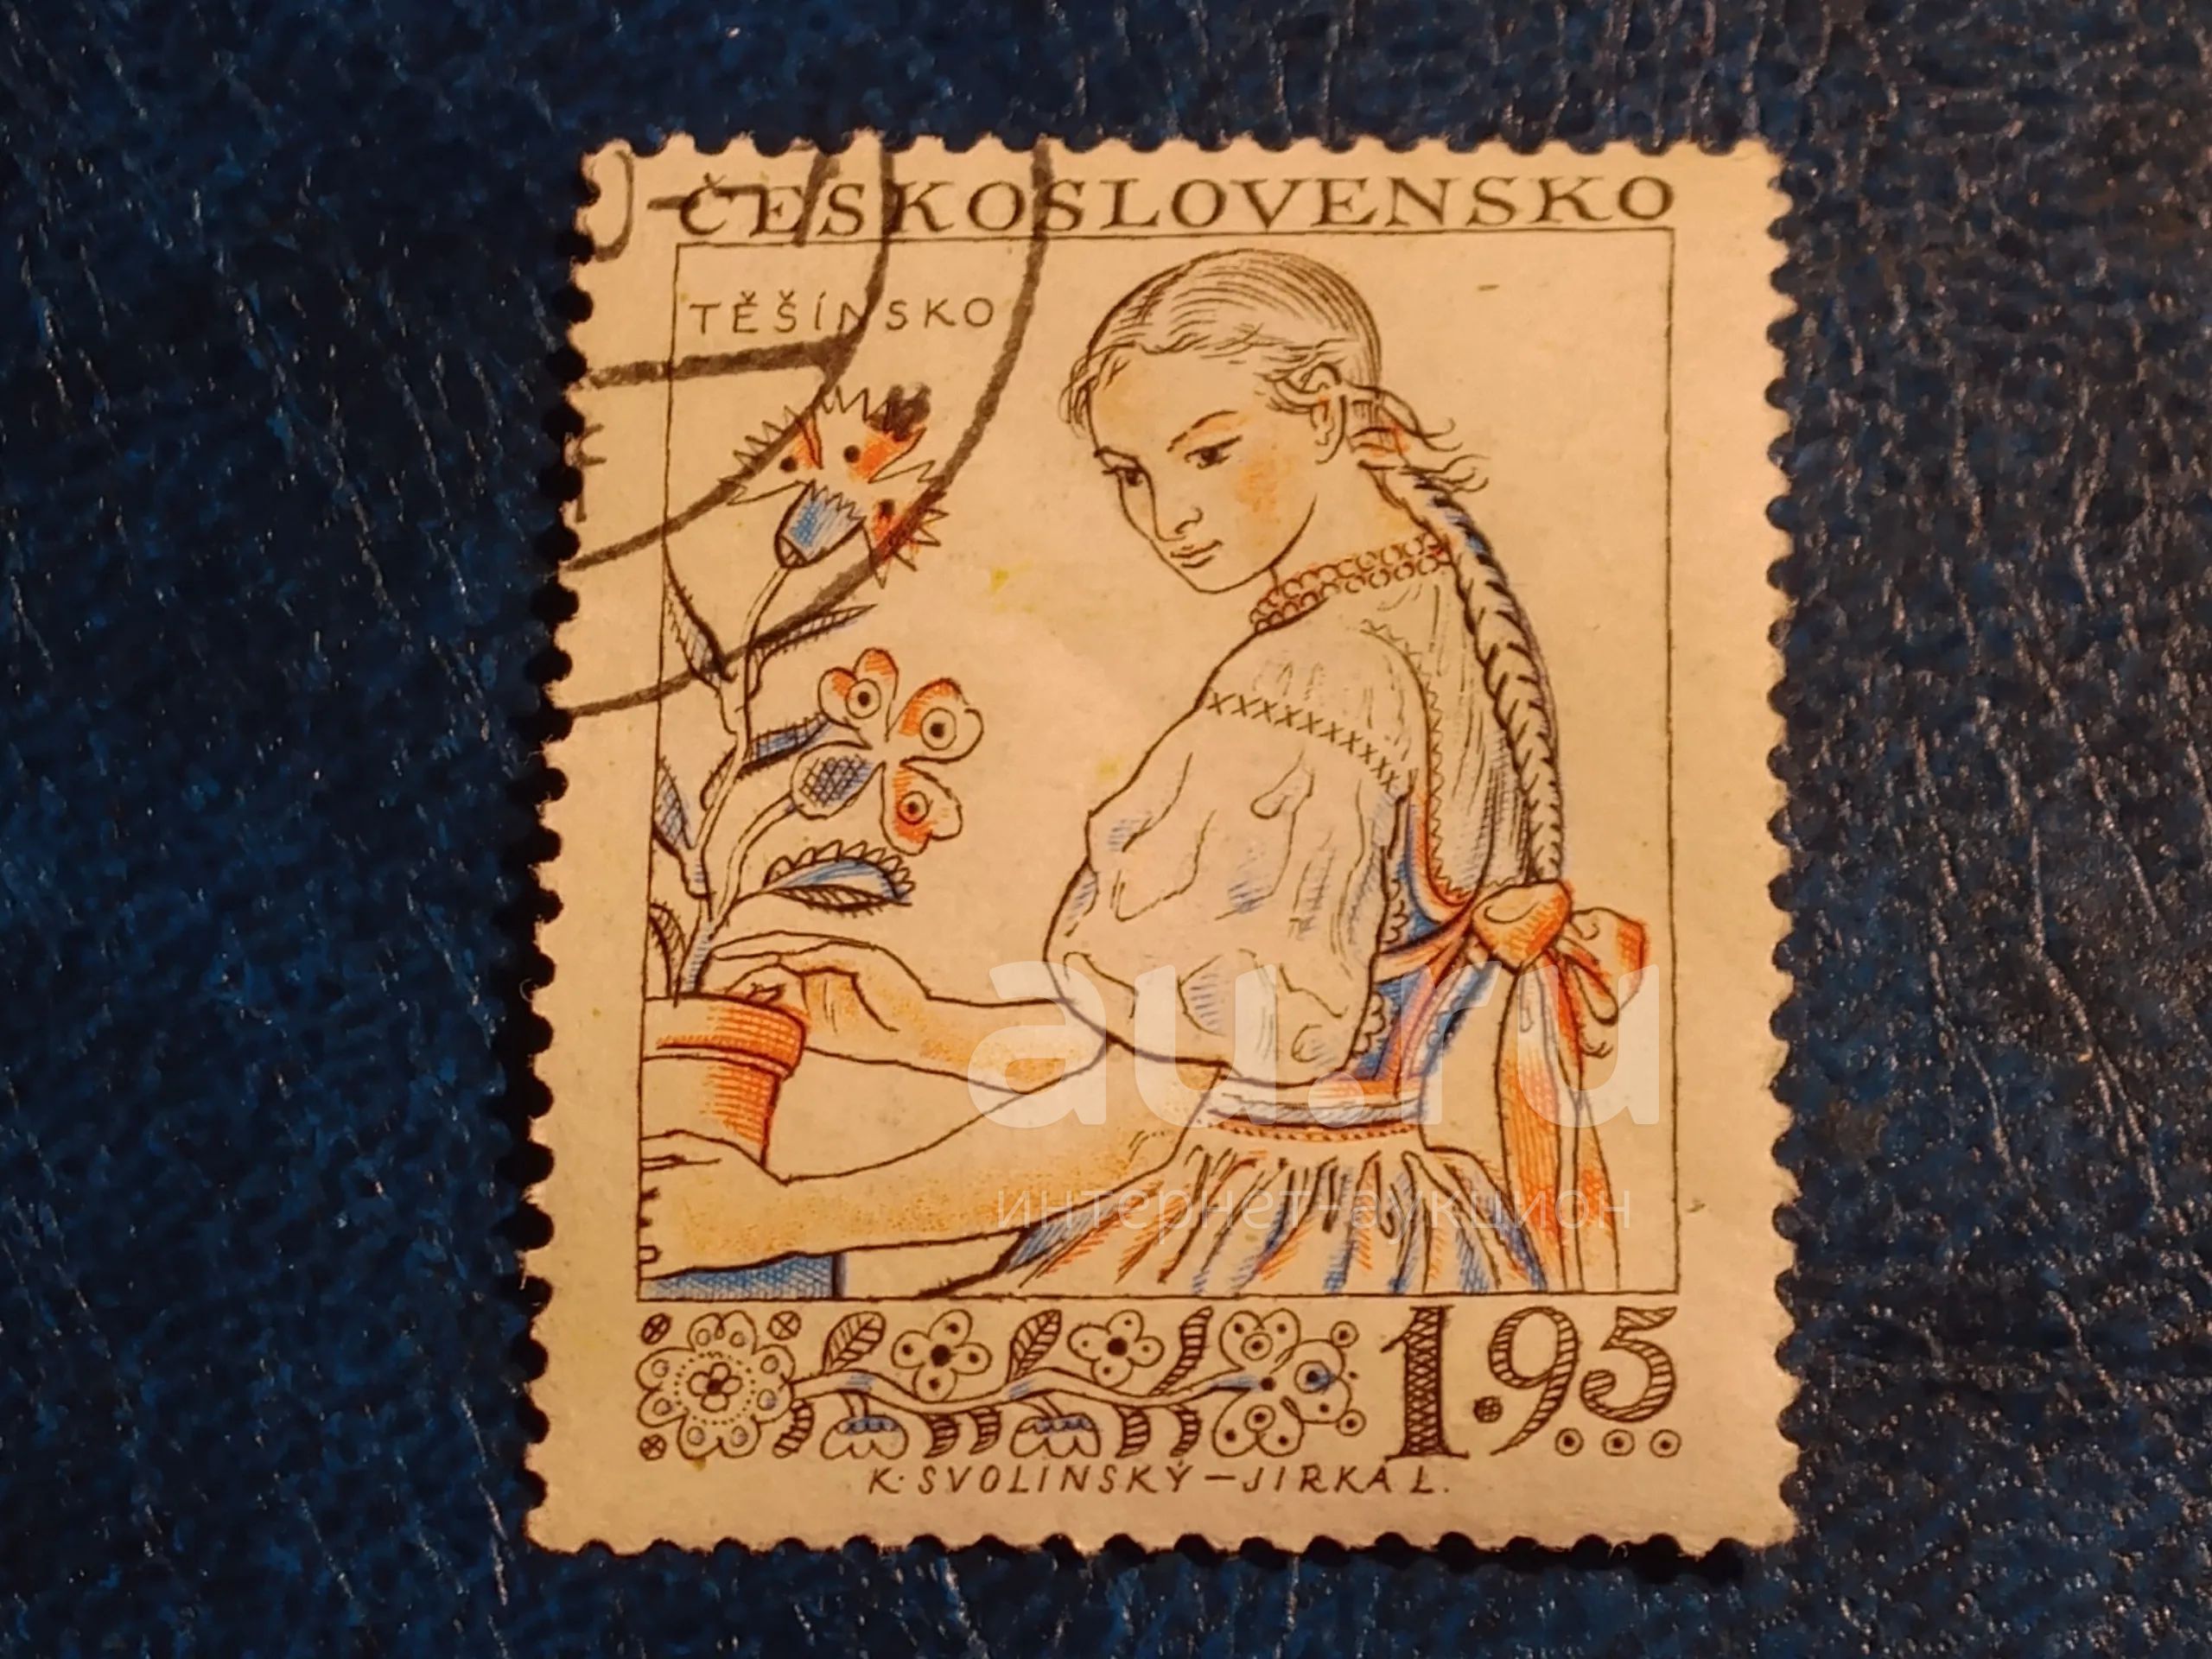 ČESKOSLOVENSKO
TĚŠÍNSKO
au.ru
интернет-аукцион
1.95
K. SVOLINSKÝ – JIRKA L.